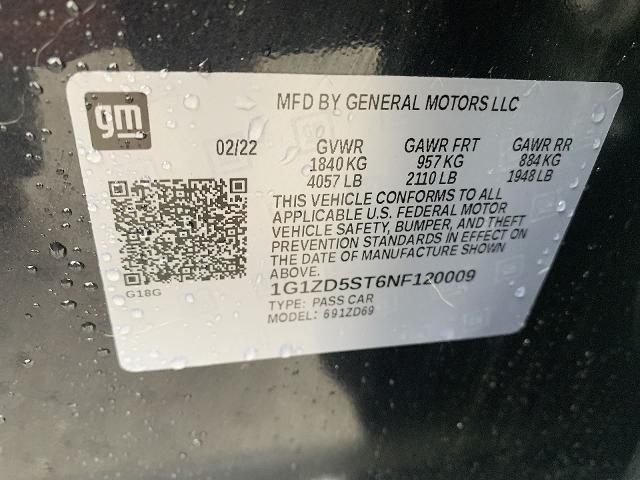 gm
MFD BY GENERAL MOTORS LLC
02/22 GVWR GAWR FRT GAWR RR
1840 KG 957 KG 884 KG
4057 LB 2110 LB 1948 LB
THIS VEHICLE CONFORMS TO ALL
APPLICABLE U.S. FEDERAL MOTOR
VEHICLE SAFETY, BUMPER, AND THEFT
PREVENTION STANDARDS IN EFFECT ON
THE DATE OF MANUFACTURE SHOWN
ABOVE.
G18G
1G1ZD5ST6NF120009
TYPE: PASS CAR
MODEL: 691ZD69